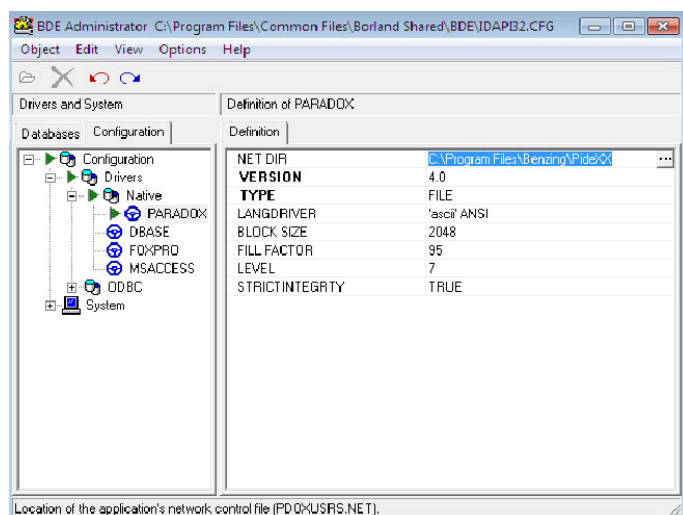 BDE Administrator C:\Program Files\Common Files\Borland Shared\BDE\IDAPI32.CFG
Object Edit View Options Help
Drivers and System
Definition of PARADOX
Databases Configuration
Definition
Configuration
Drivers
Native
PARADOX
DBASE
FOXPRO
MSACCESS
ODBC
System
NET DIR C:\Program Files\Benzing\PideXX ...
VERSION 4.0
TYPE FILE
LANGDRIVER 'ascii' ANSI
BLOCK SIZE 2048
FILL FACTOR 95
LEVEL 7
STRICTINTEGRTY TRUE
Location of the application's network control file (PDOXUSRS.NET).